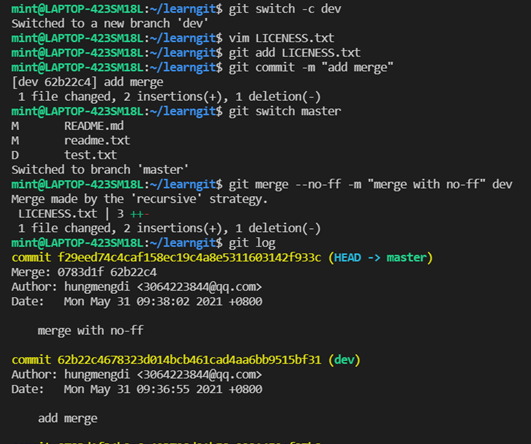 mint@LAPTOP-423SM18L:~/learngit$ git switch -c dev
Switched to a new branch 'dev'
mint@LAPTOP-423SM18L:~/learngit$ vim LICENESS.txt
mint@LAPTOP-423SM18L:~/learngit$ git add LICENESS.txt
mint@LAPTOP-423SM18L:~/learngit$ git commit -m "add merge"
[dev 62b22c4] add merge
 1 file changed, 2 insertions(+), 1 deletion(-)
mint@LAPTOP-423SM18L:~/learngit$ git switch master
M       README.md
M       readme.txt
D       test.txt
Switched to branch 'master'
mint@LAPTOP-423SM18L:~/learngit$ git merge --no-ff -m "merge with no-ff" dev
Merge made by the 'recursive' strategy.
 LICENESS.txt | 3 ++-
 1 file changed, 2 insertions(+), 1 deletion(-)
mint@LAPTOP-423SM18L:~/learngit$ git log
commit f29eed74c4caf158ec19c4a8e5311603142f933c (HEAD -> master)
Merge: 0783d1f 62b22c4
Author: hungmengdi <3064223844@qq.com>
Date:   Mon May 31 09:38:02 2021 +0800

    merge with no-ff

commit 62b22c4678323d014bcb461cad4aa6bb9515bf31 (dev)
Author: hungmengdi <3064223844@qq.com>
Date:   Mon May 31 09:36:55 2021 +0800

    add merge